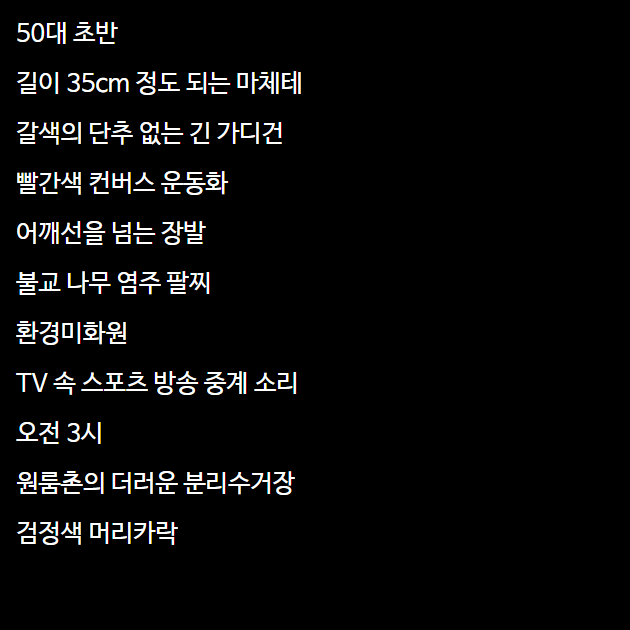 50대 초반
길이 35cm 정도 되는 마체테
갈색의 단추 없는 긴 가디건
빨간색 컨버스 운동화
어깨선을 넘는 장발
불교 나무 염주 팔찌
환경미화원
TV 속 스포츠 방송 중계 소리
오전 3시
원룸촌의 더러운 분리수거장
검정색 머리카락